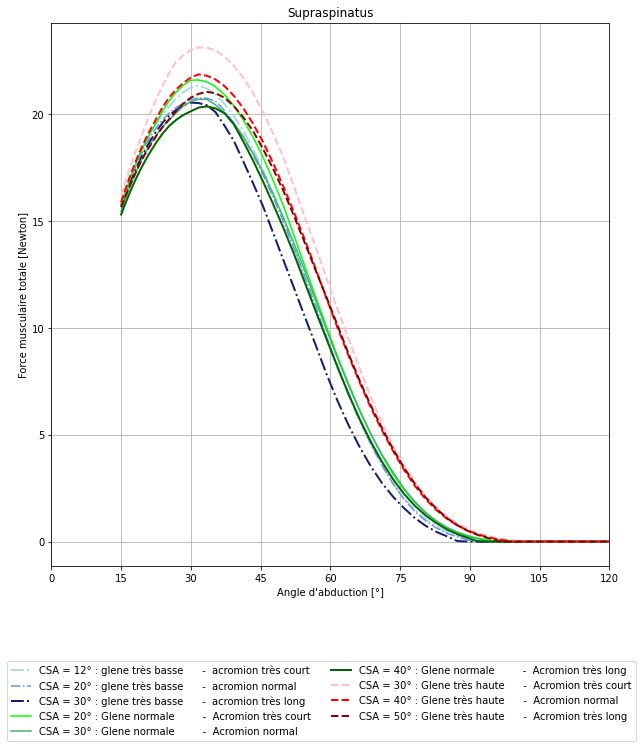 Supraspinatus
20
15
10
5
0
Force musculaire totale [Newton]
0 15 30 45 60 75 90 105 120
Angle d'abduction [°]
CSA = 12° : glene très basse - acromion très court
CSA = 20° : glene très basse - acromion normal
CSA = 30° : glene très basse - acromion très long
CSA = 20° : Glene normale - Acromion très court
CSA = 30° : Glene normale - Acromion normal
CSA = 40° : Glene normale - Acromion très long
CSA = 30° : Glene très haute - Acromion très court
CSA = 40° : Glene très haute - Acromion normal
CSA = 50° : Glene très haute - Acromion très long